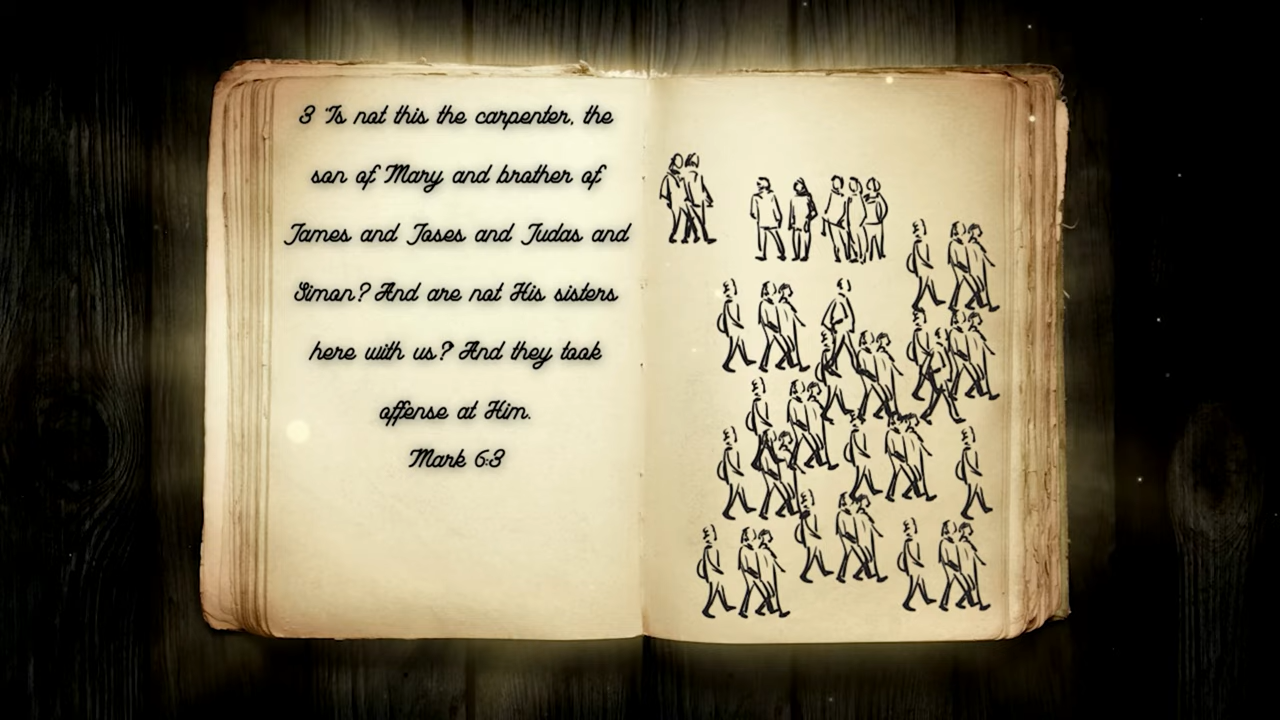 3 "Is not this the carpenter, the
son of Mary and brother of
James and Joses and Judas and
Simon? And are not His sisters
here with us? And they took
offense at Him.
Mark 6:3